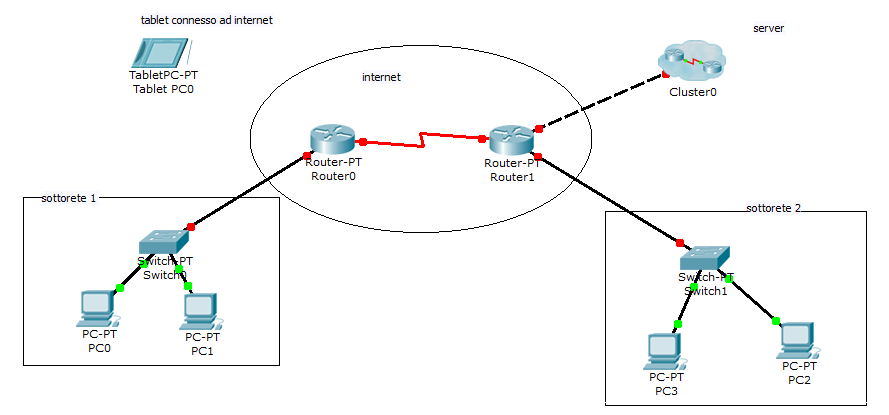 tablet connesso ad internet
TabletPC-PT
Tablet PC0
server
Cluster0
internet
Router-PT
Router0
Router-PT
Router1
sottorete 1
Switch-PT
Switch0
PC-PT
PC0
PC-PT
PC1
sottorete 2
Switch-PT
Switch1
PC-PT
PC3
PC-PT
PC2